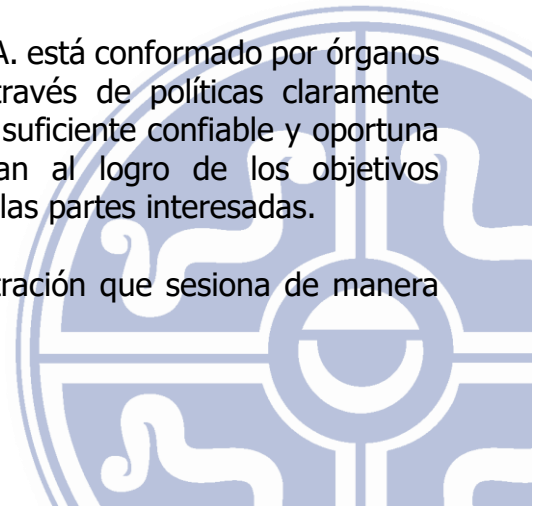 A. está conformado por órganos
través de políticas claramente
suficiente confiable y oportuna
an al logro de los objetivos
las partes interesadas.
tración que sesiona de manera